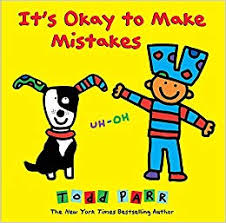 It's Okay to Make
Mistakes
UH-OH
TODD PARR
The New York Times Bestselling Author